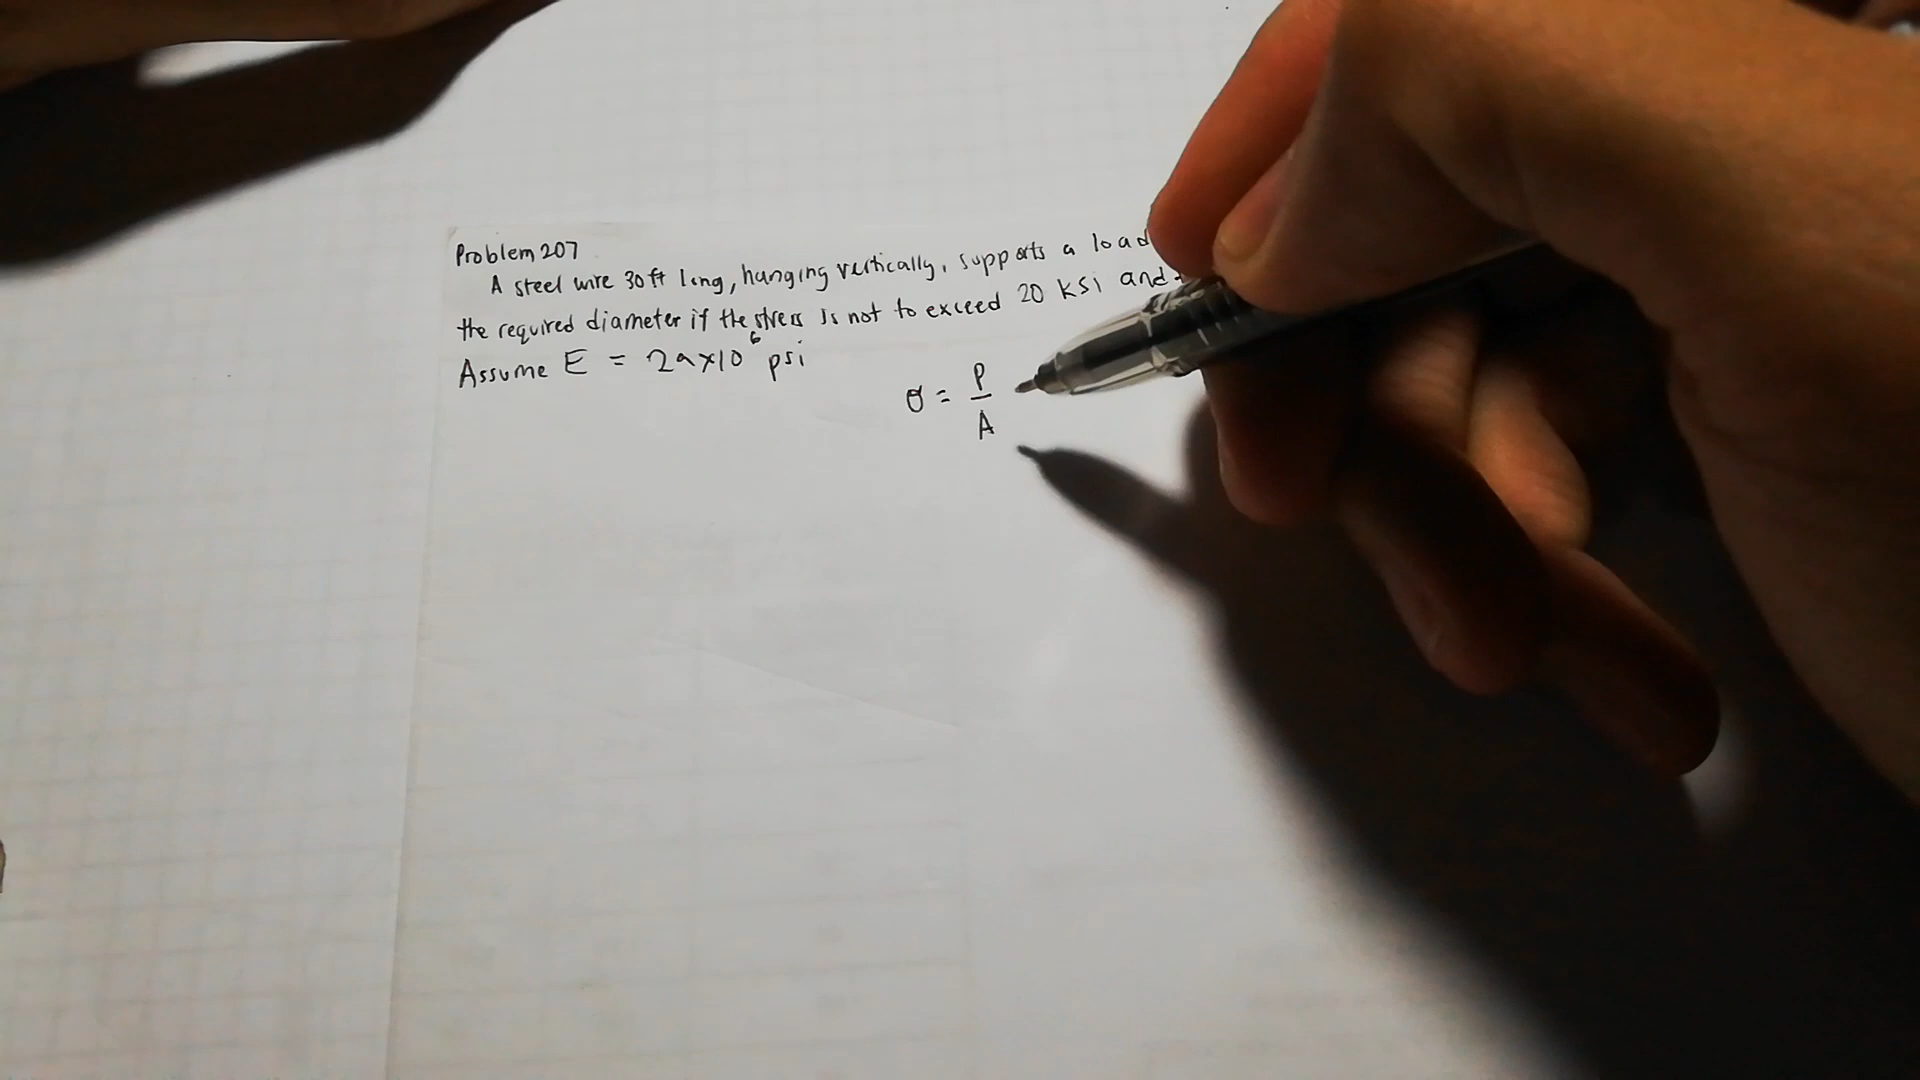 Problem 207
A steel wire 30 ft long, hanging vertically, supports a load
the required diameter if the stress is not to exceed 20 ksi and
Assume E = 29x10⁶ psi
σ = P/A